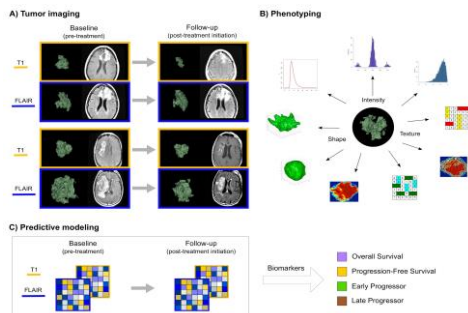 A) Tumor imaging
Baseline
(pre-treatment)
Follow-up
(post-treatment initiation)
T1
FLAIR
T1
FLAIR
B) Phenotyping
Intensity
Shape
Texture
C) Predictive modeling
Baseline
(pre-treatment)
Follow-up
(post-treatment initiation)
T1
FLAIR
Biomarkers
Overall Survival
Progression-Free Survival
Early Progressor
Late Progressor